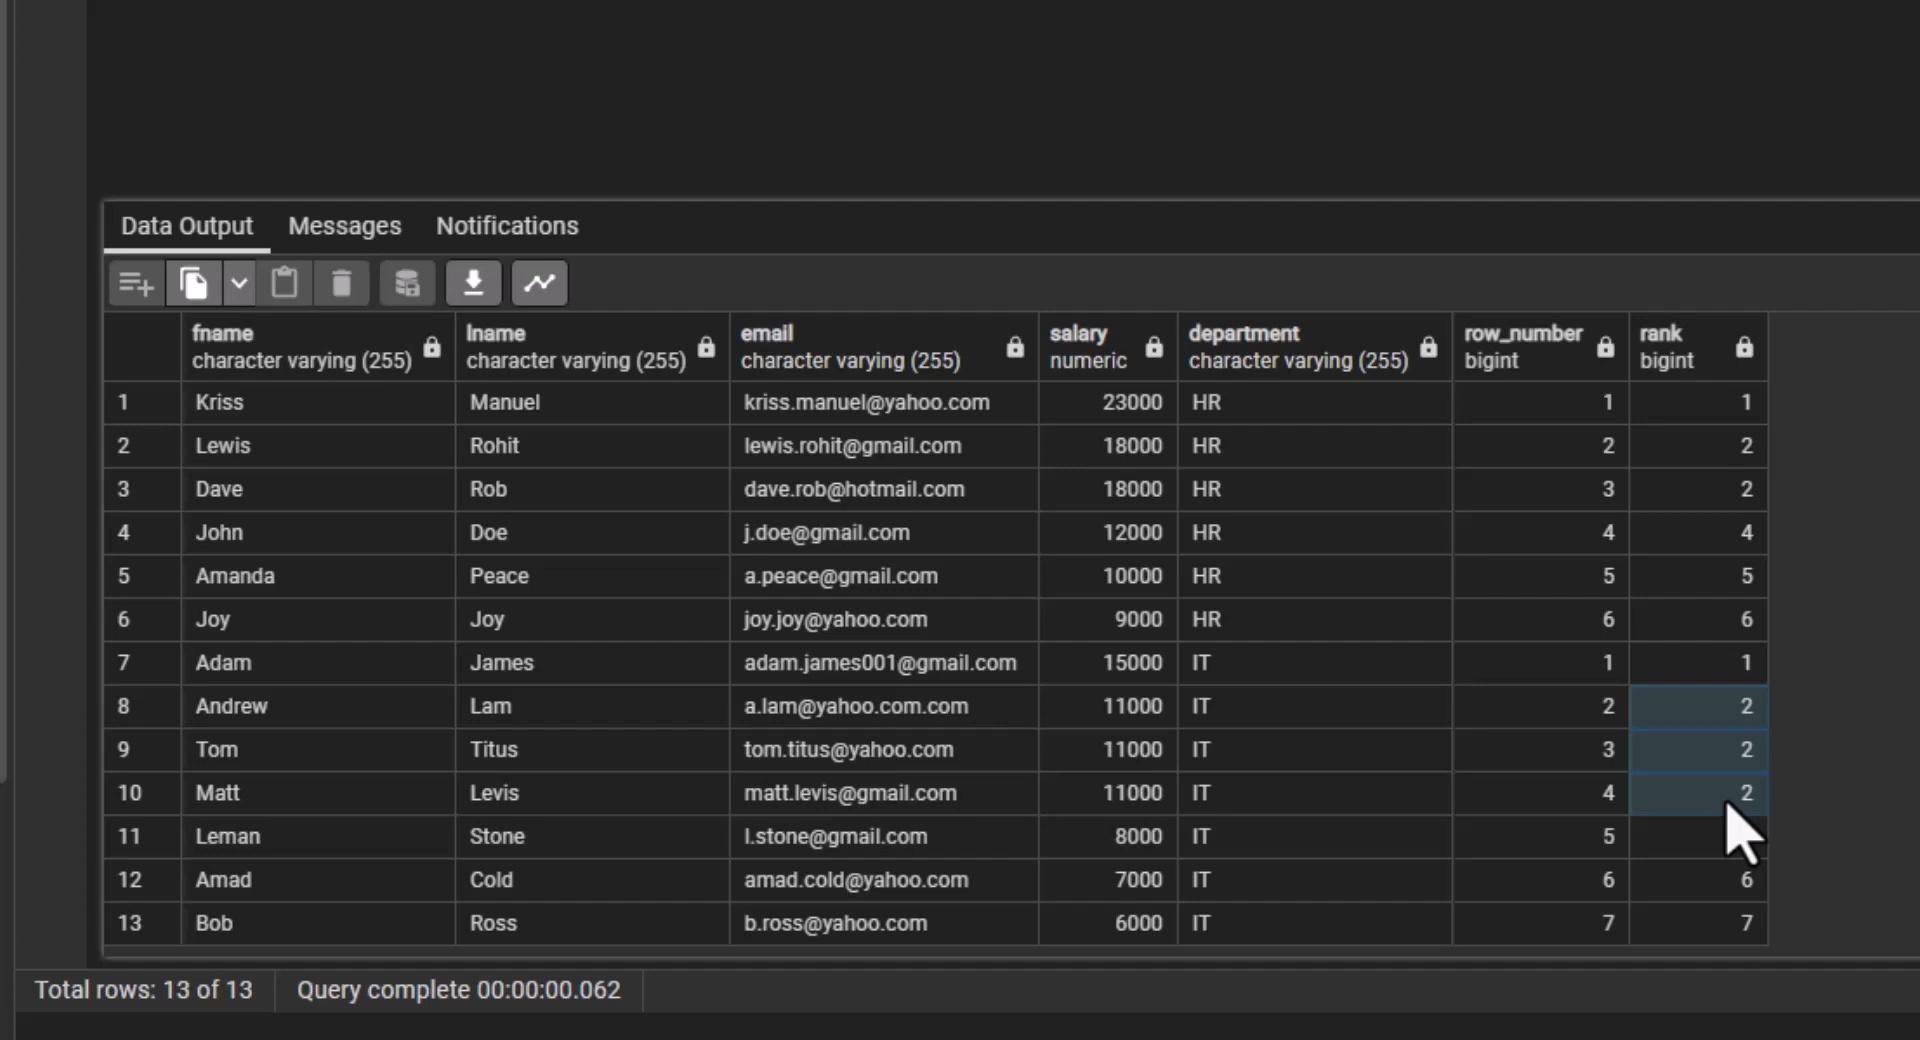 Data Output Messages Notifications
fname lname email salary department row_number rank
character varying (255) character varying (255) character varying (255) numeric character varying (255) bigint bigint
1 Kriss Manuel kriss.manuel@yahoo.com 23000 HR 1 1
2 Lewis Rohit lewis.rohit@gmail.com 18000 HR 2 2
3 Dave Rob dave.rob@hotmail.com 18000 HR 3 2
4 John Doe j.doe@gmail.com 12000 HR 4 4
5 Amanda Peace a.peace@gmail.com 10000 HR 5 5
6 Joy Joy joy.joy@yahoo.com 9000 HR 6 6
7 Adam James adam.james001@gmail.com 15000 IT 1 1
8 Andrew Lam a.lam@yahoo.com.com 11000 IT 2 2
9 Tom Titus tom.titus@yahoo.com 11000 IT 3 2
10 Matt Levis matt.levis@gmail.com 11000 IT 4 2
11 Leman Stone l.stone@gmail.com 8000 IT 5
12 Amad Cold amad.cold@yahoo.com 7000 IT 6 6
13 Bob Ross b.ross@yahoo.com 6000 IT 7 7
Total rows: 13 of 13 Query complete 00:00:00.062